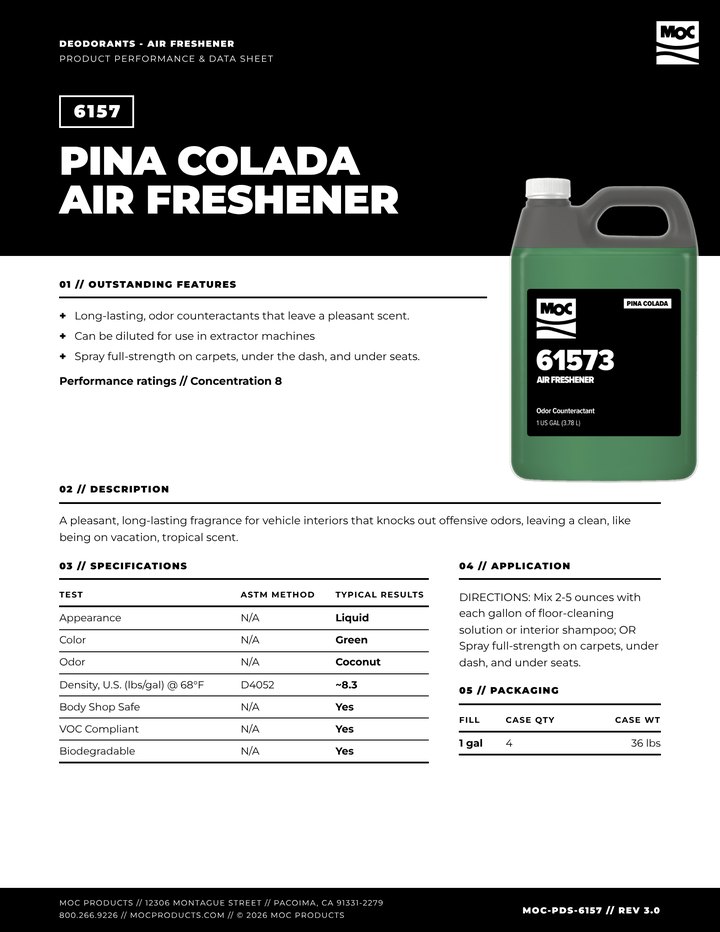 DEODORANTS - AIR FRESHENER
PRODUCT PERFORMANCE & DATA SHEET
MOC
6157
PINA COLADA
AIR FRESHENER
01 // OUTSTANDING FEATURES
+ Long-lasting, odor counteractants that leave a pleasant scent.
+ Can be diluted for use in extractor machines
+ Spray full-strength on carpets, under the dash, and under seats.
Performance ratings // Concentration 8
MOC
PINA COLADA
61573
AIR FRESHENER
Odor Counteractant
1 US GAL (3.78 L)
02 // DESCRIPTION
A pleasant, long-lasting fragrance for vehicle interiors that knocks out offensive odors, leaving a clean, like
being on vacation, tropical scent.
03 // SPECIFICATIONS
TEST ASTM METHOD TYPICAL RESULTS
Appearance N/A Liquid
Color N/A Green
Odor N/A Coconut
Density, U.S. (lbs/gal) @ 68°F D4052 ~8.3
Body Shop Safe N/A Yes
VOC Compliant N/A Yes
Biodegradable N/A Yes
04 // APPLICATION
DIRECTIONS: Mix 2-5 ounces with
each gallon of floor-cleaning
solution or interior shampoo; OR
Spray full-strength on carpets, under
dash, and under seats.
05 // PACKAGING
FILL CASE QTY CASE WT
1 gal 4 36 lbs
MOC PRODUCTS // 12306 MONTAGUE STREET // PACOIMA, CA 91331-2279
800.266.9226 // MOCPRODUCTS.COM // © 2026 MOC PRODUCTS
MOC-PDS-6157 // REV 3.0